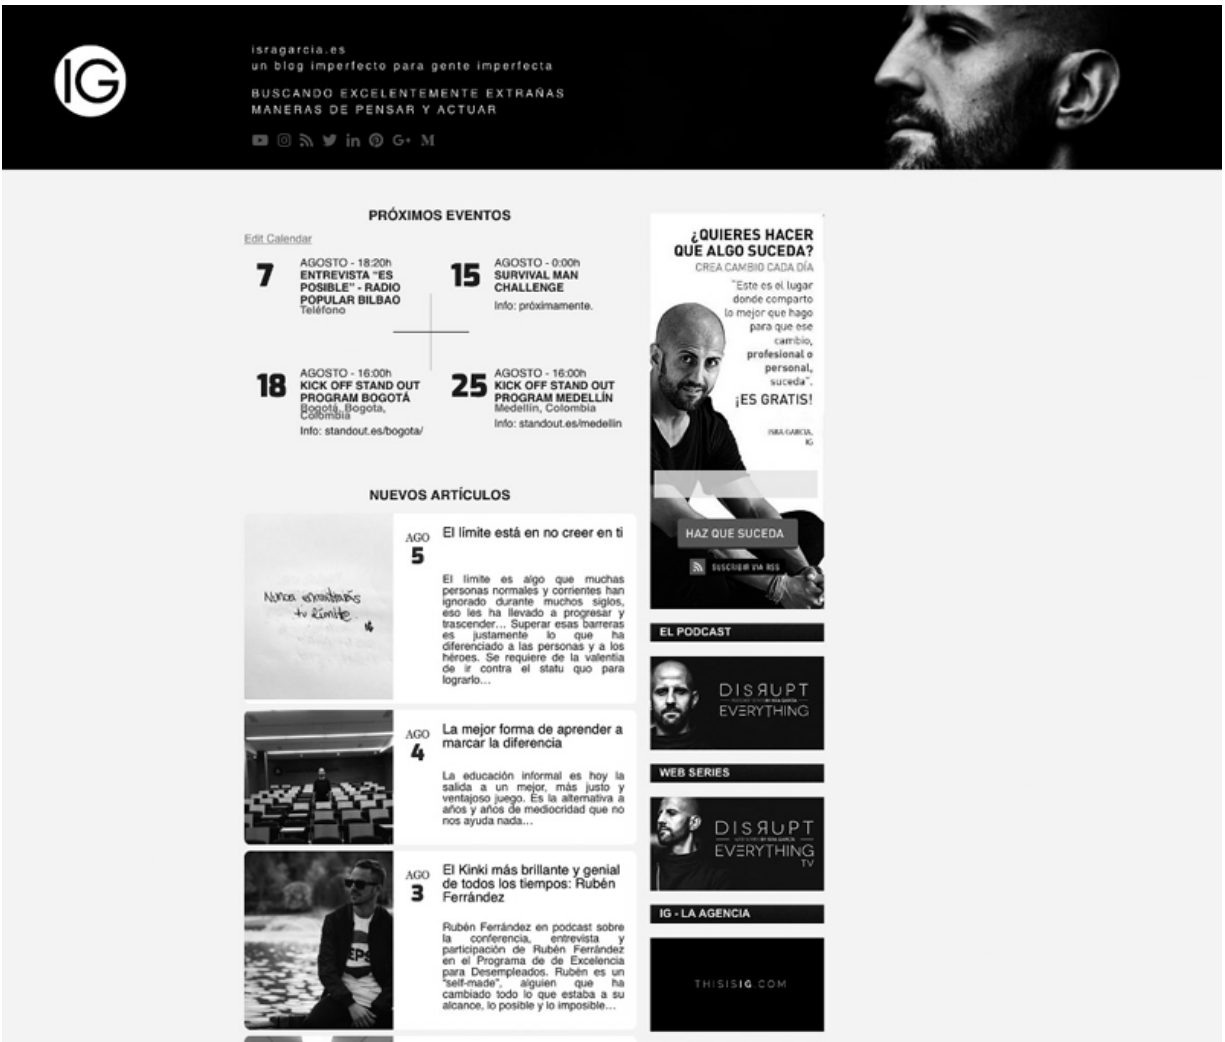 IG
isragarcia.es
un blog imperfecto para gente imperfecta
BUSCANDO EXCELENTEMENTE EXTRAÑAS
MANERAS DE PENSAR Y ACTUAR
PRÓXIMOS EVENTOS
Edit Calendar
7
AGOSTO - 18:20h
ENTREVISTA “ES
POSIBLE” - RADIO
POPULAR BILBAO
Teléfono
15
AGOSTO - 0:00h
SURVIVAL MAN
CHALLENGE
Info: próximamente.
18
AGOSTO - 16:00h
KICK OFF STAND OUT
PROGRAM BOGOTÁ
Bogotá, Bogota,
Colombia
Info: standout.es/bogota/
25
AGOSTO - 16:00h
KICK OFF STAND OUT
PROGRAM MEDELLÍN
Medellin, Colombia
Info: standout.es/medellin
NUEVOS ARTÍCULOS
Nunca encontrarás
tu límite.
IG
AGO
5
El límite está en no creer en ti
El límite es algo que muchas
personas normales y corrientes han
ignorado durante muchos siglos,
eso les ha llevado a progresar y
trascender… Superar esas barreras
es justamente lo que ha
diferenciado a las personas y a los
héroes. Se requiere de la valentía
de ir contra el statu quo para
lograrlo…
AGO
4
La mejor forma de aprender a
marcar la diferencia
La educación informal es hoy la
salida a un mejor, más justo y
ventajoso juego. Es la alternativa a
años y años de mediocridad que no
nos ayuda nada…
AGO
3
El Kinki más brillante y genial
de todos los tiempos: Rubén
Ferrández
Rubén Ferrández en podcast sobre
la conferencia, entrevista y
participación de Rubén Ferrández
en el Programa de de Excelencia
para Desempleados. Rubén es un
“self-made”, alguien que ha
cambiado todo lo que estaba a su
alcance, lo posible y lo imposible…
¿QUIERES HACER
QUE ALGO SUCEDA?
CREA CAMBIO CADA DÍA
“Este es el lugar
donde comparto
lo mejor que hago
para que ese
cambio,
profesional o
personal,
suceda”.
¡ES GRATIS!
ISRA GARCIA,
IG
HAZ QUE SUCEDA
SUSCRIBIR VIA RSS
EL PODCAST
DISRUPT
EVERYTHING
WEB SERIES
DISRUPT
EVERYTHING
TV
IG - LA AGENCIA
THISISIG.COM